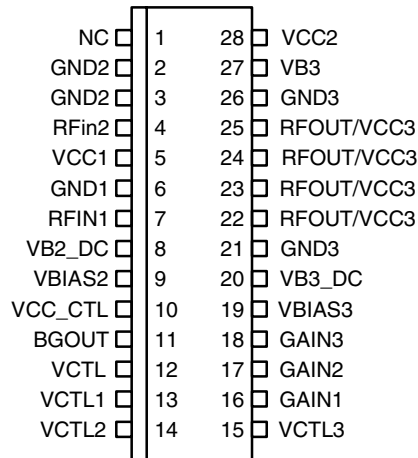 NC 1 28 VCC2
GND2 2 27 VB3
GND2 3 26 GND3
RFin2 4 25 RFOUT/VCC3
VCC1 5 24 RFOUT/VCC3
GND1 6 23 RFOUT/VCC3
RFIN1 7 22 RFOUT/VCC3
VB2_DC 8 21 GND3
VBIAS2 9 20 VB3_DC
VCC_CTL 10 19 VBIAS3
BGOUT 11 18 GAIN3
VCTL 12 17 GAIN2
VCTL1 13 16 GAIN1
VCTL2 14 15 VCTL3